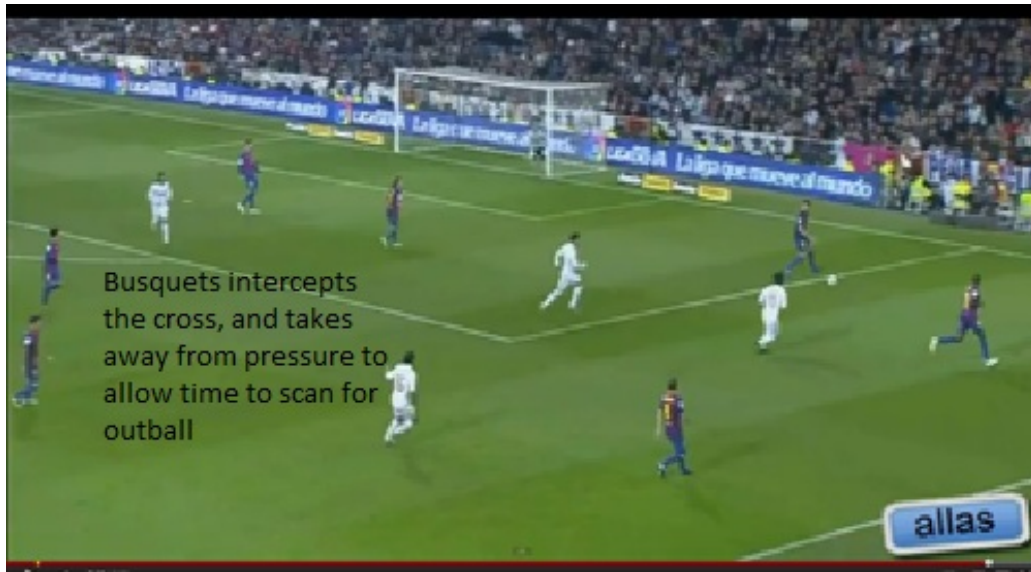 La liga que mueve al mundo
La liga que mueve al mundo
Busquets intercepts
the cross, and takes
away from pressure to
allow time to scan for
outball
allas